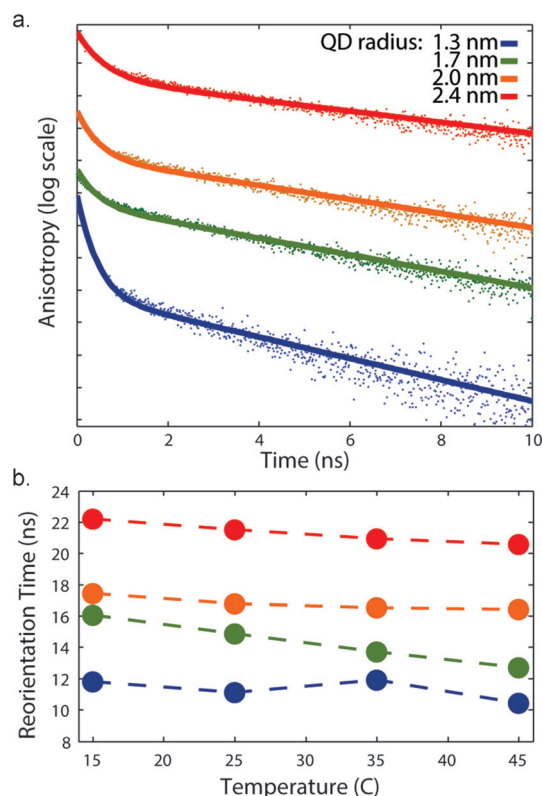 a.
QD radius: 1.3 nm
1.7 nm
2.0 nm
2.4 nm
Anisotropy (log scale)
0 2 4 6 8 10
Time (ns)
b.
24
22
20
18
16
14
12
10
8
Reorientation Time (ns)
15 20 25 30 35 40 45
Temperature (C)